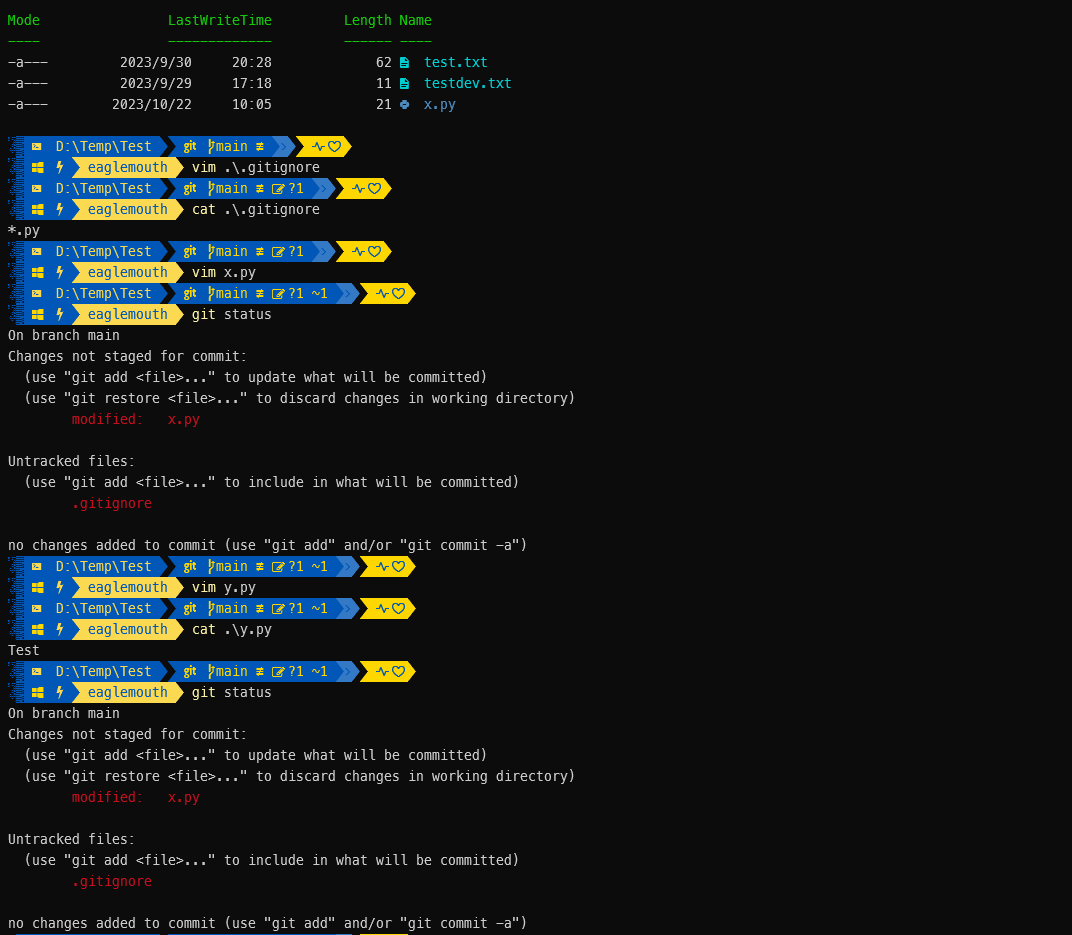 Mode LastWriteTime Length Name
---- ------------- ------ ----
-a--- 2023/9/30 20:28 62 test.txt
-a--- 2023/9/29 17:18 11 testdev.txt
-a--- 2023/10/22 10:05 21 x.py
D:\Temp\Test git main ≢
eaglemouth vim .\.gitignore
D:\Temp\Test git main ≢ ?1
eaglemouth cat .\.gitignore
*.py
D:\Temp\Test git main ≢ ?1
eaglemouth vim x.py
D:\Temp\Test git main ≢ ?1 ~1
eaglemouth git status
On branch main
Changes not staged for commit:
(use "git add <file>..." to update what will be committed)
(use "git restore <file>..." to discard changes in working directory)
modified: x.py
Untracked files:
(use "git add <file>..." to include in what will be committed)
.gitignore
no changes added to commit (use "git add" and/or "git commit -a")
D:\Temp\Test git main ≢ ?1 ~1
eaglemouth vim y.py
D:\Temp\Test git main ≢ ?1 ~1
eaglemouth cat .\y.py
Test
D:\Temp\Test git main ≢ ?1 ~1
eaglemouth git status
On branch main
Changes not staged for commit:
(use "git add <file>..." to update what will be committed)
(use "git restore <file>..." to discard changes in working directory)
modified: x.py
Untracked files:
(use "git add <file>..." to include in what will be committed)
.gitignore
no changes added to commit (use "git add" and/or "git commit -a")